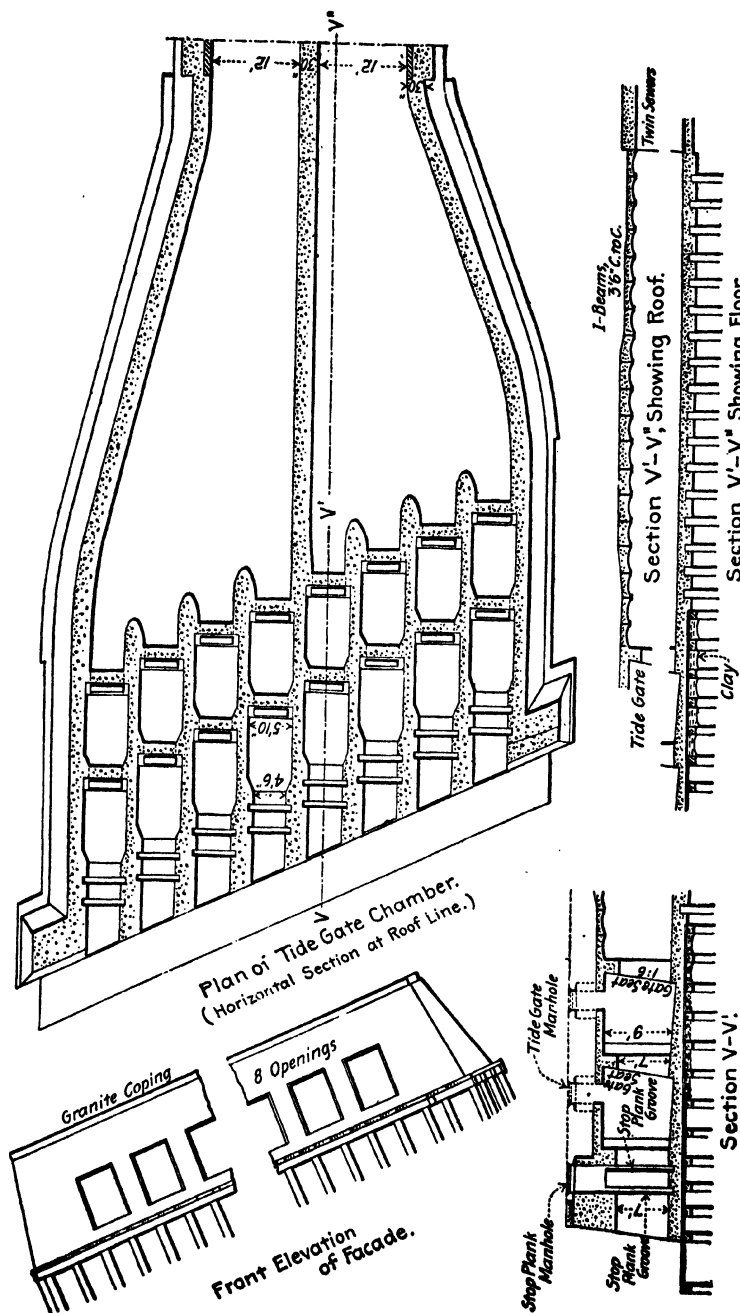 12'
30"
12'
30"
V"
V'
V
5'10"
4'6"
Plan of Tide Gate Chamber.
(Horizontal Section at Roof Line.)
Granite Coping
8 Openings
Front Elevation
of Facade.
I-Beams,
3'6" C. to C.
Twin Sewers
Section V'-V", Showing Roof.
Tide Gate
Clay
Section V'-V", Showing Floor
Tide Gate
Manhole
Stop Plank
Manhole
Stop
Plank
Groove
Stop
Plank
Groove
Gate
Seat
Gate Seat
1:6
7'
7'
9'
Section V-V'.